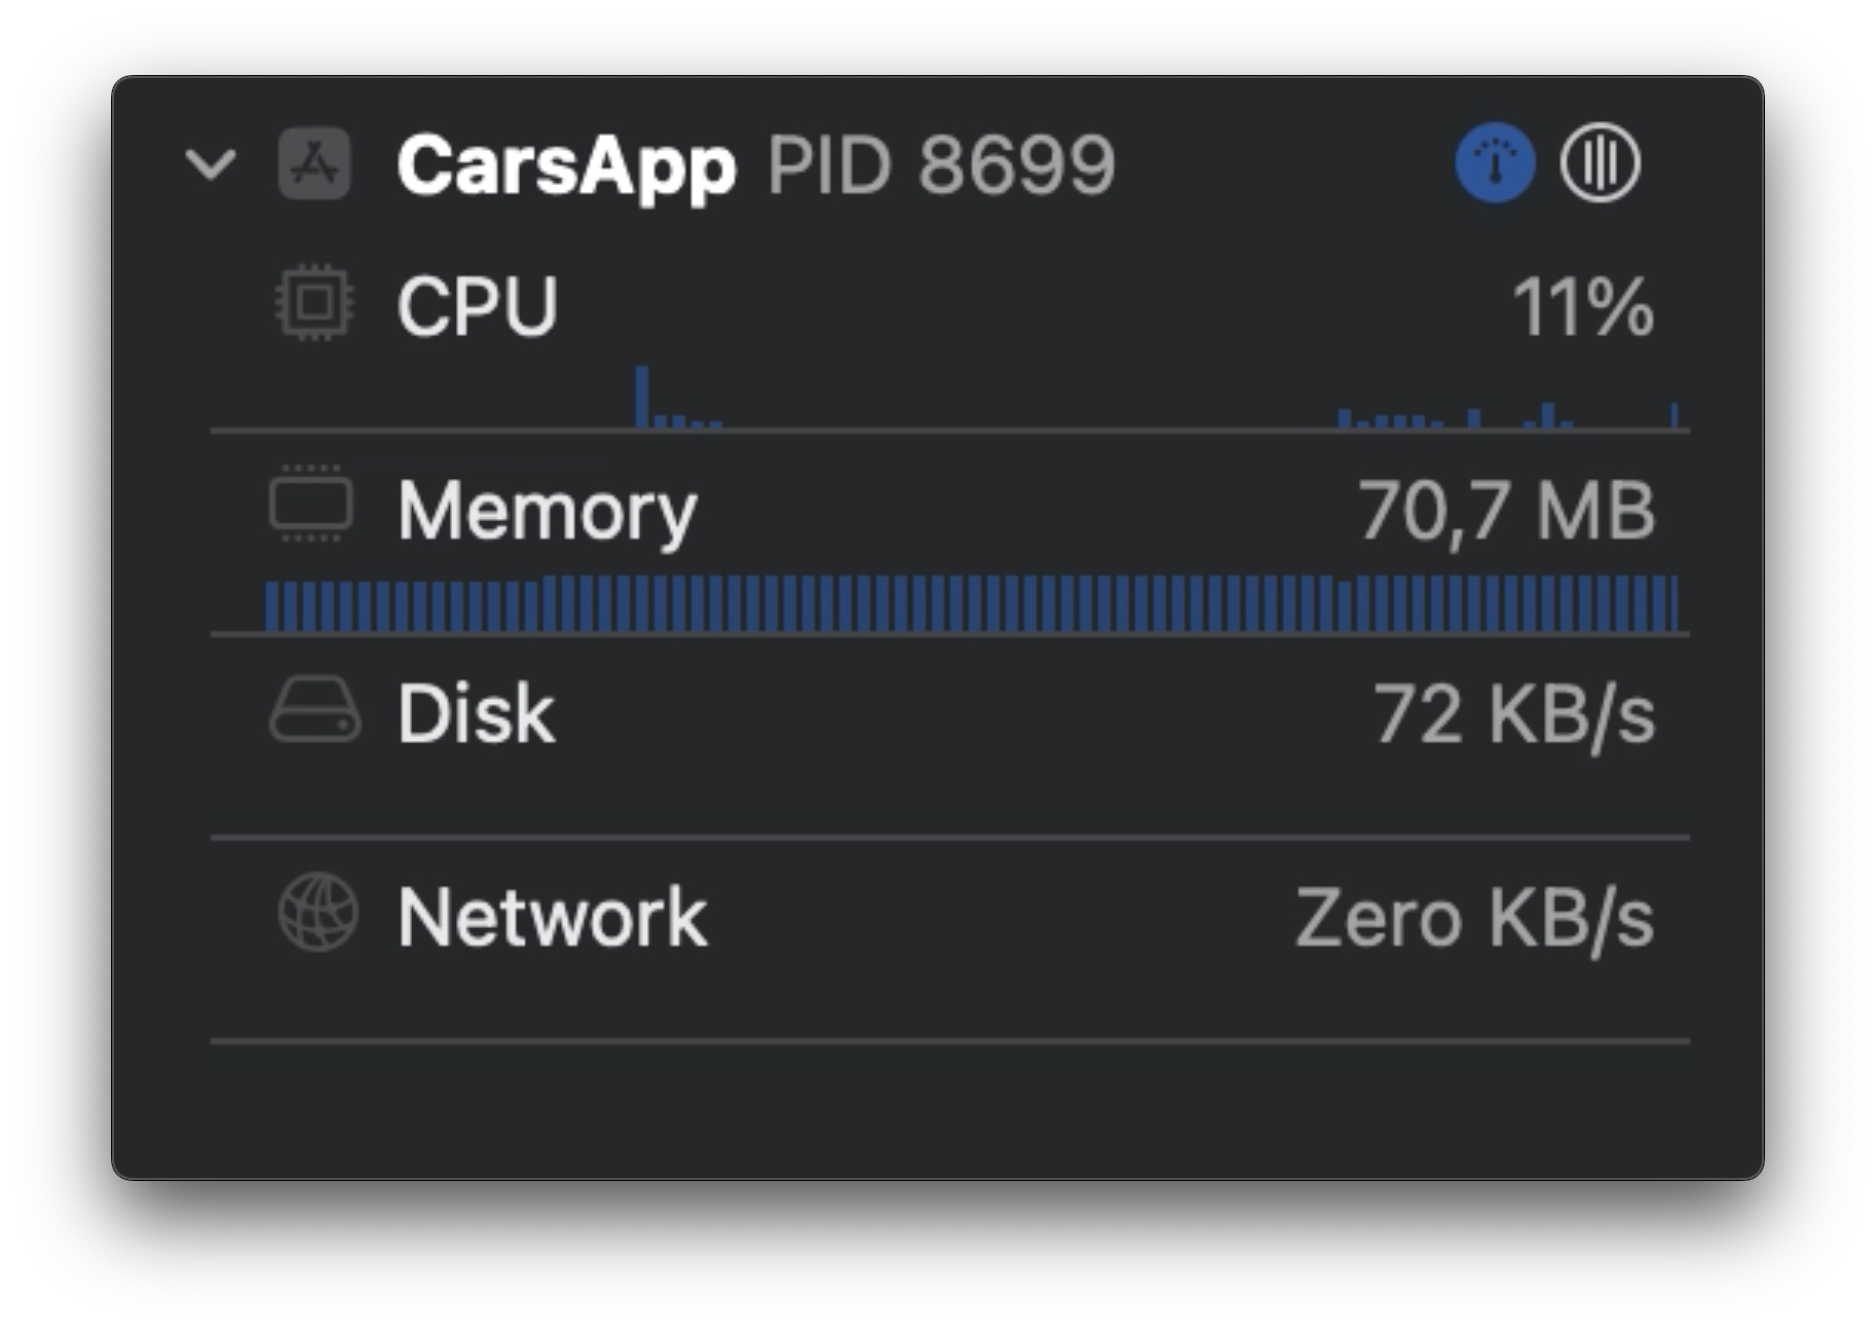 CarsApp PID 8699
CPU 11%
Memory 70,7 MB
Disk 72 KB/s
Network Zero KB/s